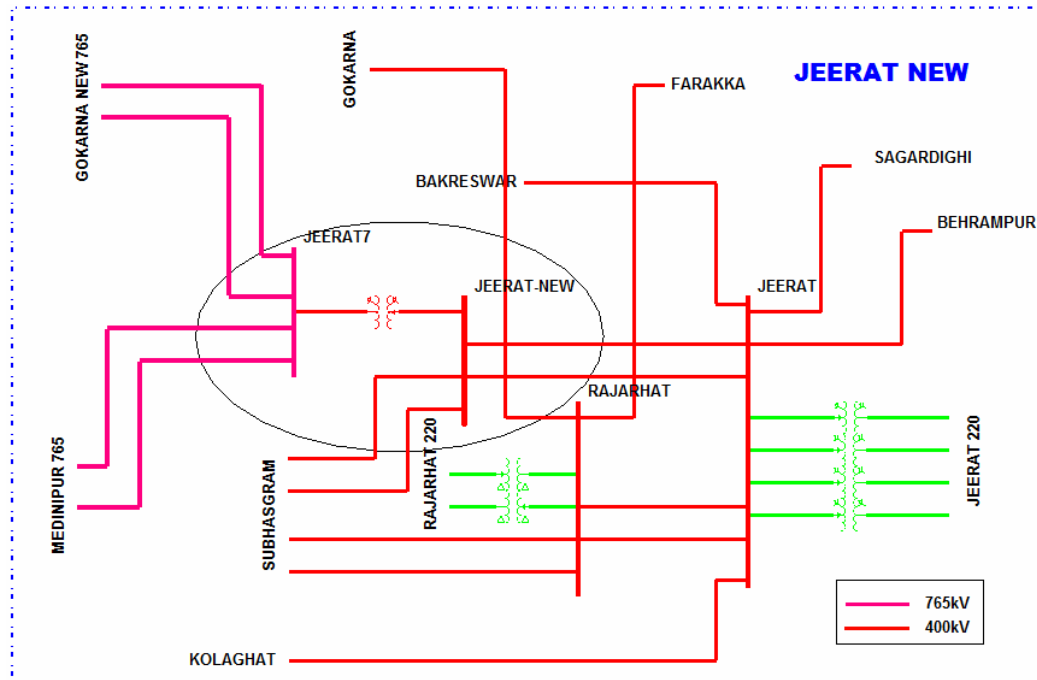 JEERAT NEW
GOKARNA NEW 765
GOKARNA
FARAKKA
SAGARDIGHI
BAKRESWAR
BEHRAMPUR
JEERAT7
JEERAT-NEW
JEERAT
RAJARHAT
RAJARHAT 220
JEERAT 220
MEDINIPUR 765
SUBHASGRAM
765kV
400kV
KOLAGHAT